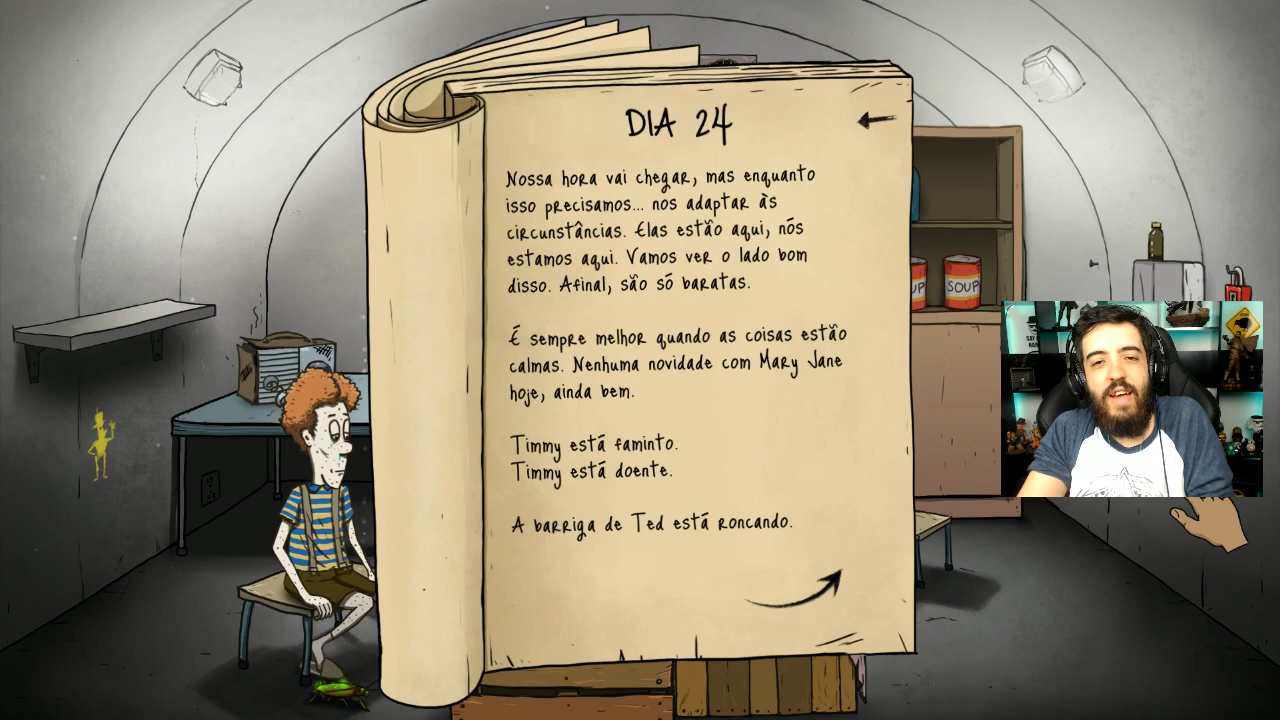 DIA 24
Nossa hora vai chegar, mas enquanto
isso precisamos... nos adaptar às
circunstâncias. Elas estão aqui, nós
estamos aqui. Vamos ver o lado bom
disso. Afinal, são só baratas.
É sempre melhor quando as coisas estão
calmas. Nenhuma novidade com Mary Jane
hoje, ainda bem.
Timmy está faminto.
Timmy está doente.
A barriga de Ted está roncando.
UP
SOUP